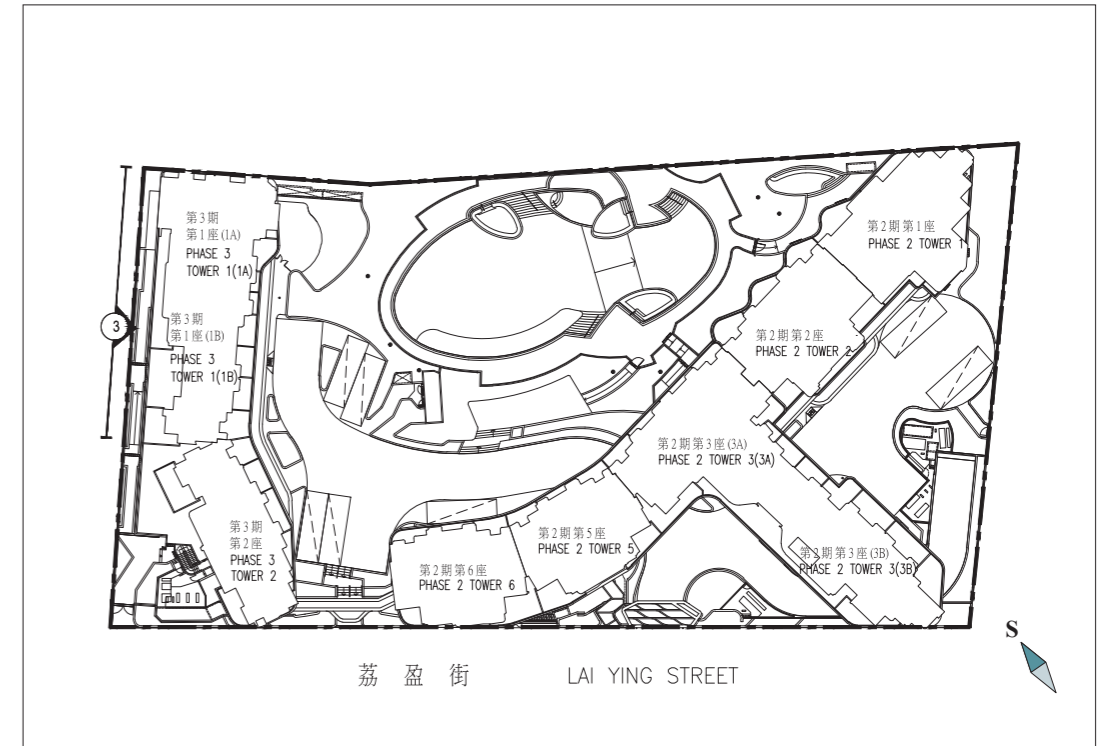 第3期
第1座(1A)
PHASE 3
TOWER 1(1A)
第3期
第1座(1B)
PHASE 3
TOWER 1(1B)
3
第3期
第2座
PHASE 3
TOWER 2
第2期第1座
PHASE 2 TOWER 1
第2期第2座
PHASE 2 TOWER 2
第2期第3座(3A)
PHASE 2 TOWER 3(3A)
第2期第5座
PHASE 2 TOWER 5
第2期第3座(3B)
PHASE 2 TOWER 3(3B)
第2期第6座
PHASE 2 TOWER 6
S
荔 盈 街 LAI YING STREET